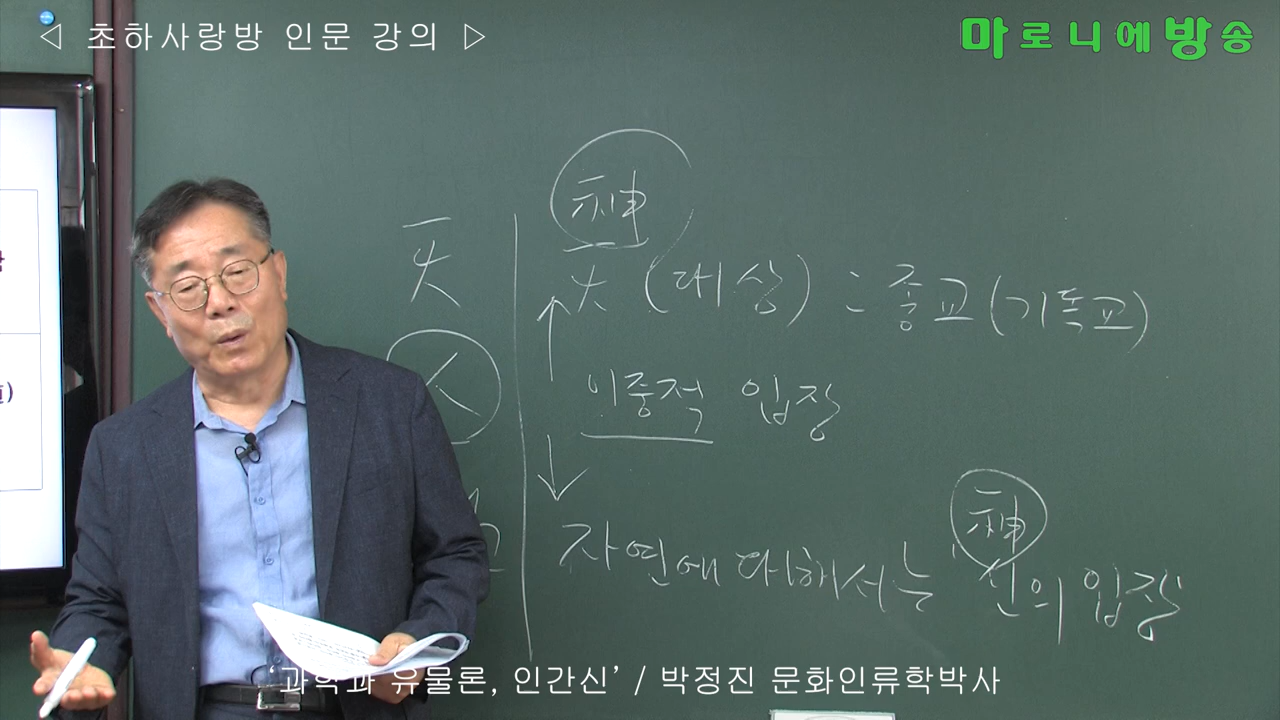 ◁ 초하사랑방 인문 강의 ▷
마로니에방송
神
天
天 (대상) : 종교(기독교)
人
이중적 입장
神
자연에 대해서는 신의 입장
‘과학과 유물론, 인간신’ / 박정진 문화인류학박사